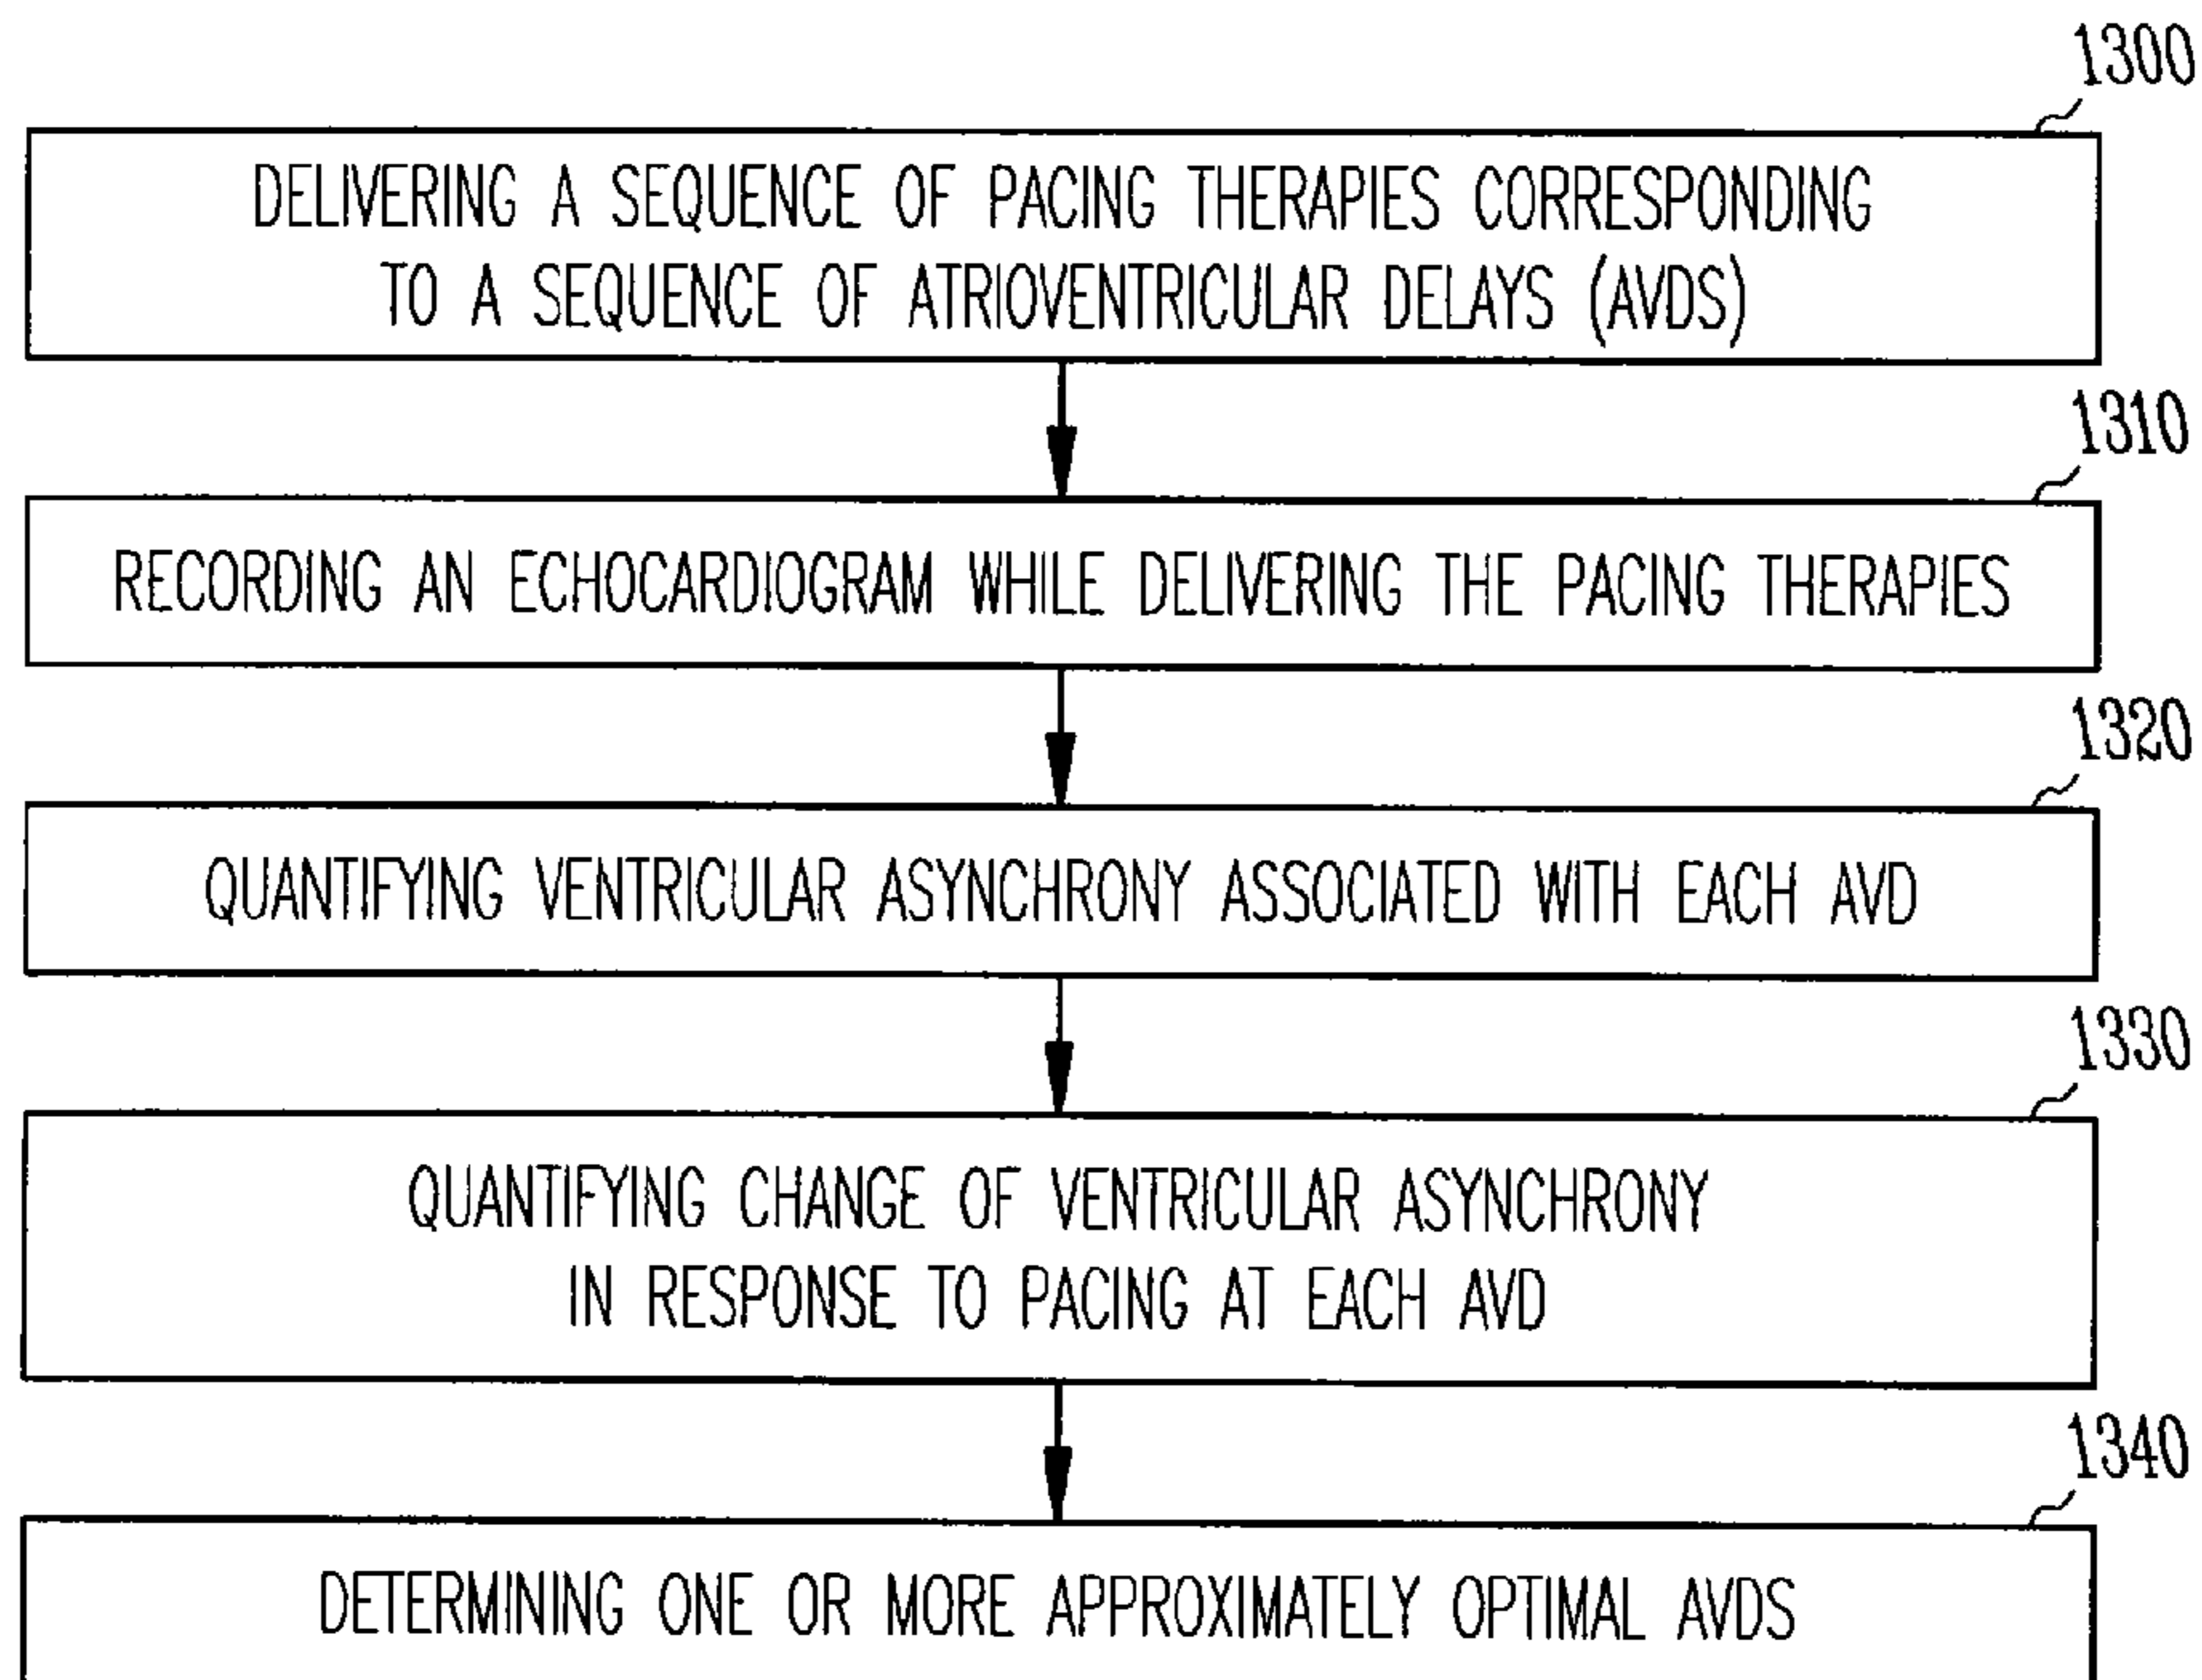 1300
DELIVERING A SEQUENCE OF PACING THERAPIES CORRESPONDING
TO A SEQUENCE OF ATRIOVENTRICULAR DELAYS (AVDS)
1310
RECORDING AN ECHOCARDIOGRAM WHILE DELIVERING THE PACING THERAPIES
1320
QUANTIFYING VENTRICULAR ASYNCHRONY ASSOCIATED WITH EACH AVD
1330
QUANTIFYING CHANGE OF VENTRICULAR ASYNCHRONY
IN RESPONSE TO PACING AT EACH AVD
1340
DETERMINING ONE OR MORE APPROXIMATELY OPTIMAL AVDS